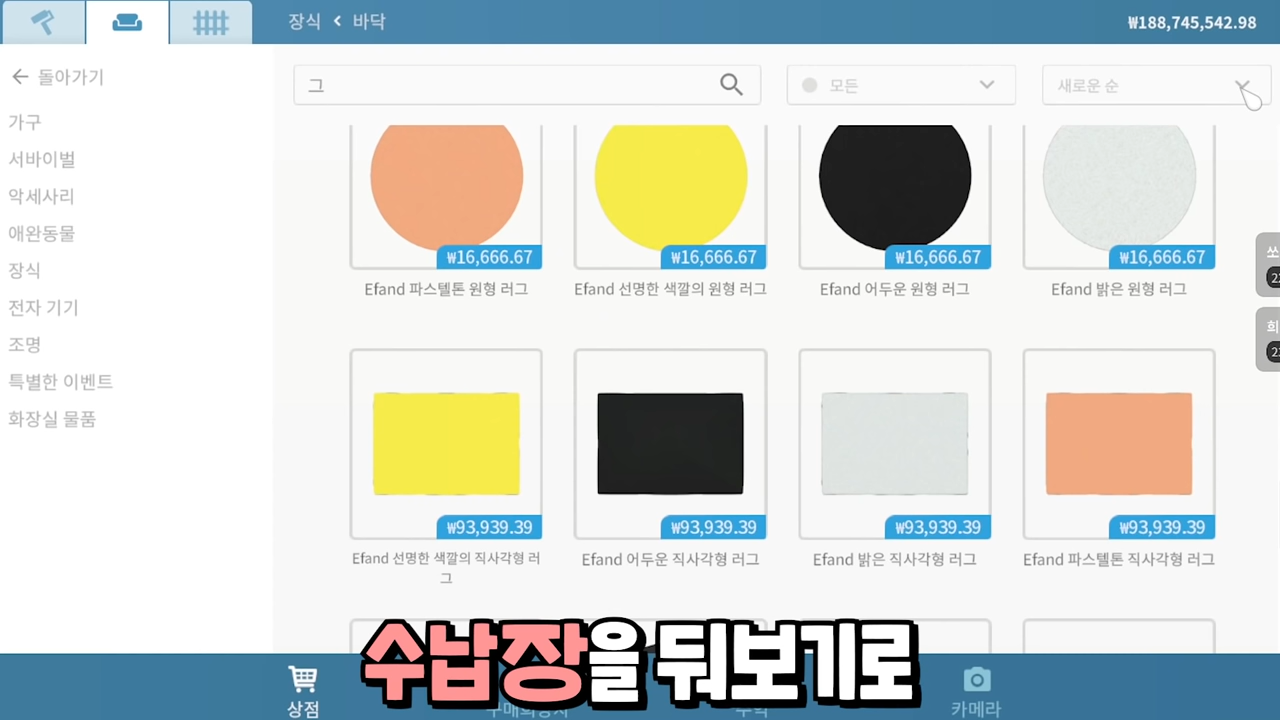 장식 < 바닥
₩188,745,542.98
← 돌아가기
그
모든
새로운 순
가구
서바이벌
악세사리
애완동물
장식
전자 기기
조명
특별한 이벤트
화장실 물품
₩16,666.67
₩16,666.67
₩16,666.67
₩16,666.67
Efand 파스텔톤 원형 러그
Efand 선명한 색깔의 원형 러그
Efand 어두운 원형 러그
Efand 밝은 원형 러그
쏘
희
₩93,939.39
₩93,939.39
₩93,939.39
₩93,939.39
Efand 선명한 색깔의 직사각형 러
그
Efand 어두운 직사각형 러그
Efand 밝은 직사각형 러그
Efand 파스텔톤 직사각형 러그
수납장을 둬보기로
상점
카메라